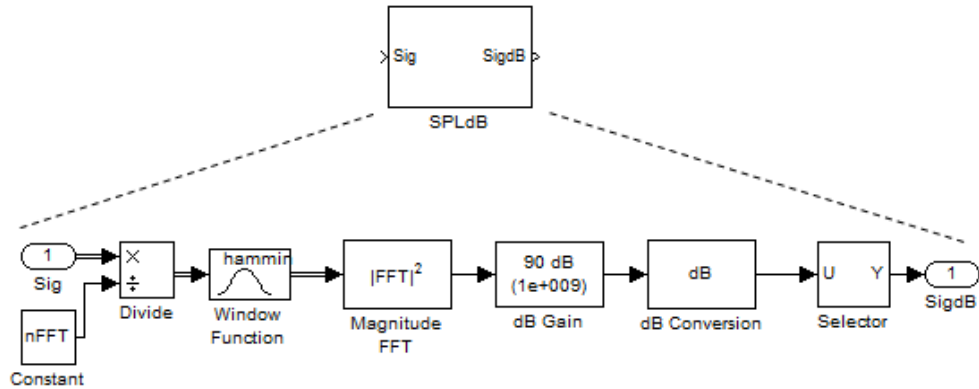 Sig SigdB
SPLdB
1
Sig
×
÷
Divide
nFFT
Constant
hammin
Window
Function
|FFT|²
Magnitude
FFT
90 dB
(1e+009)
dB Gain
dB
dB Conversion
U Y
Selector
1
SigdB